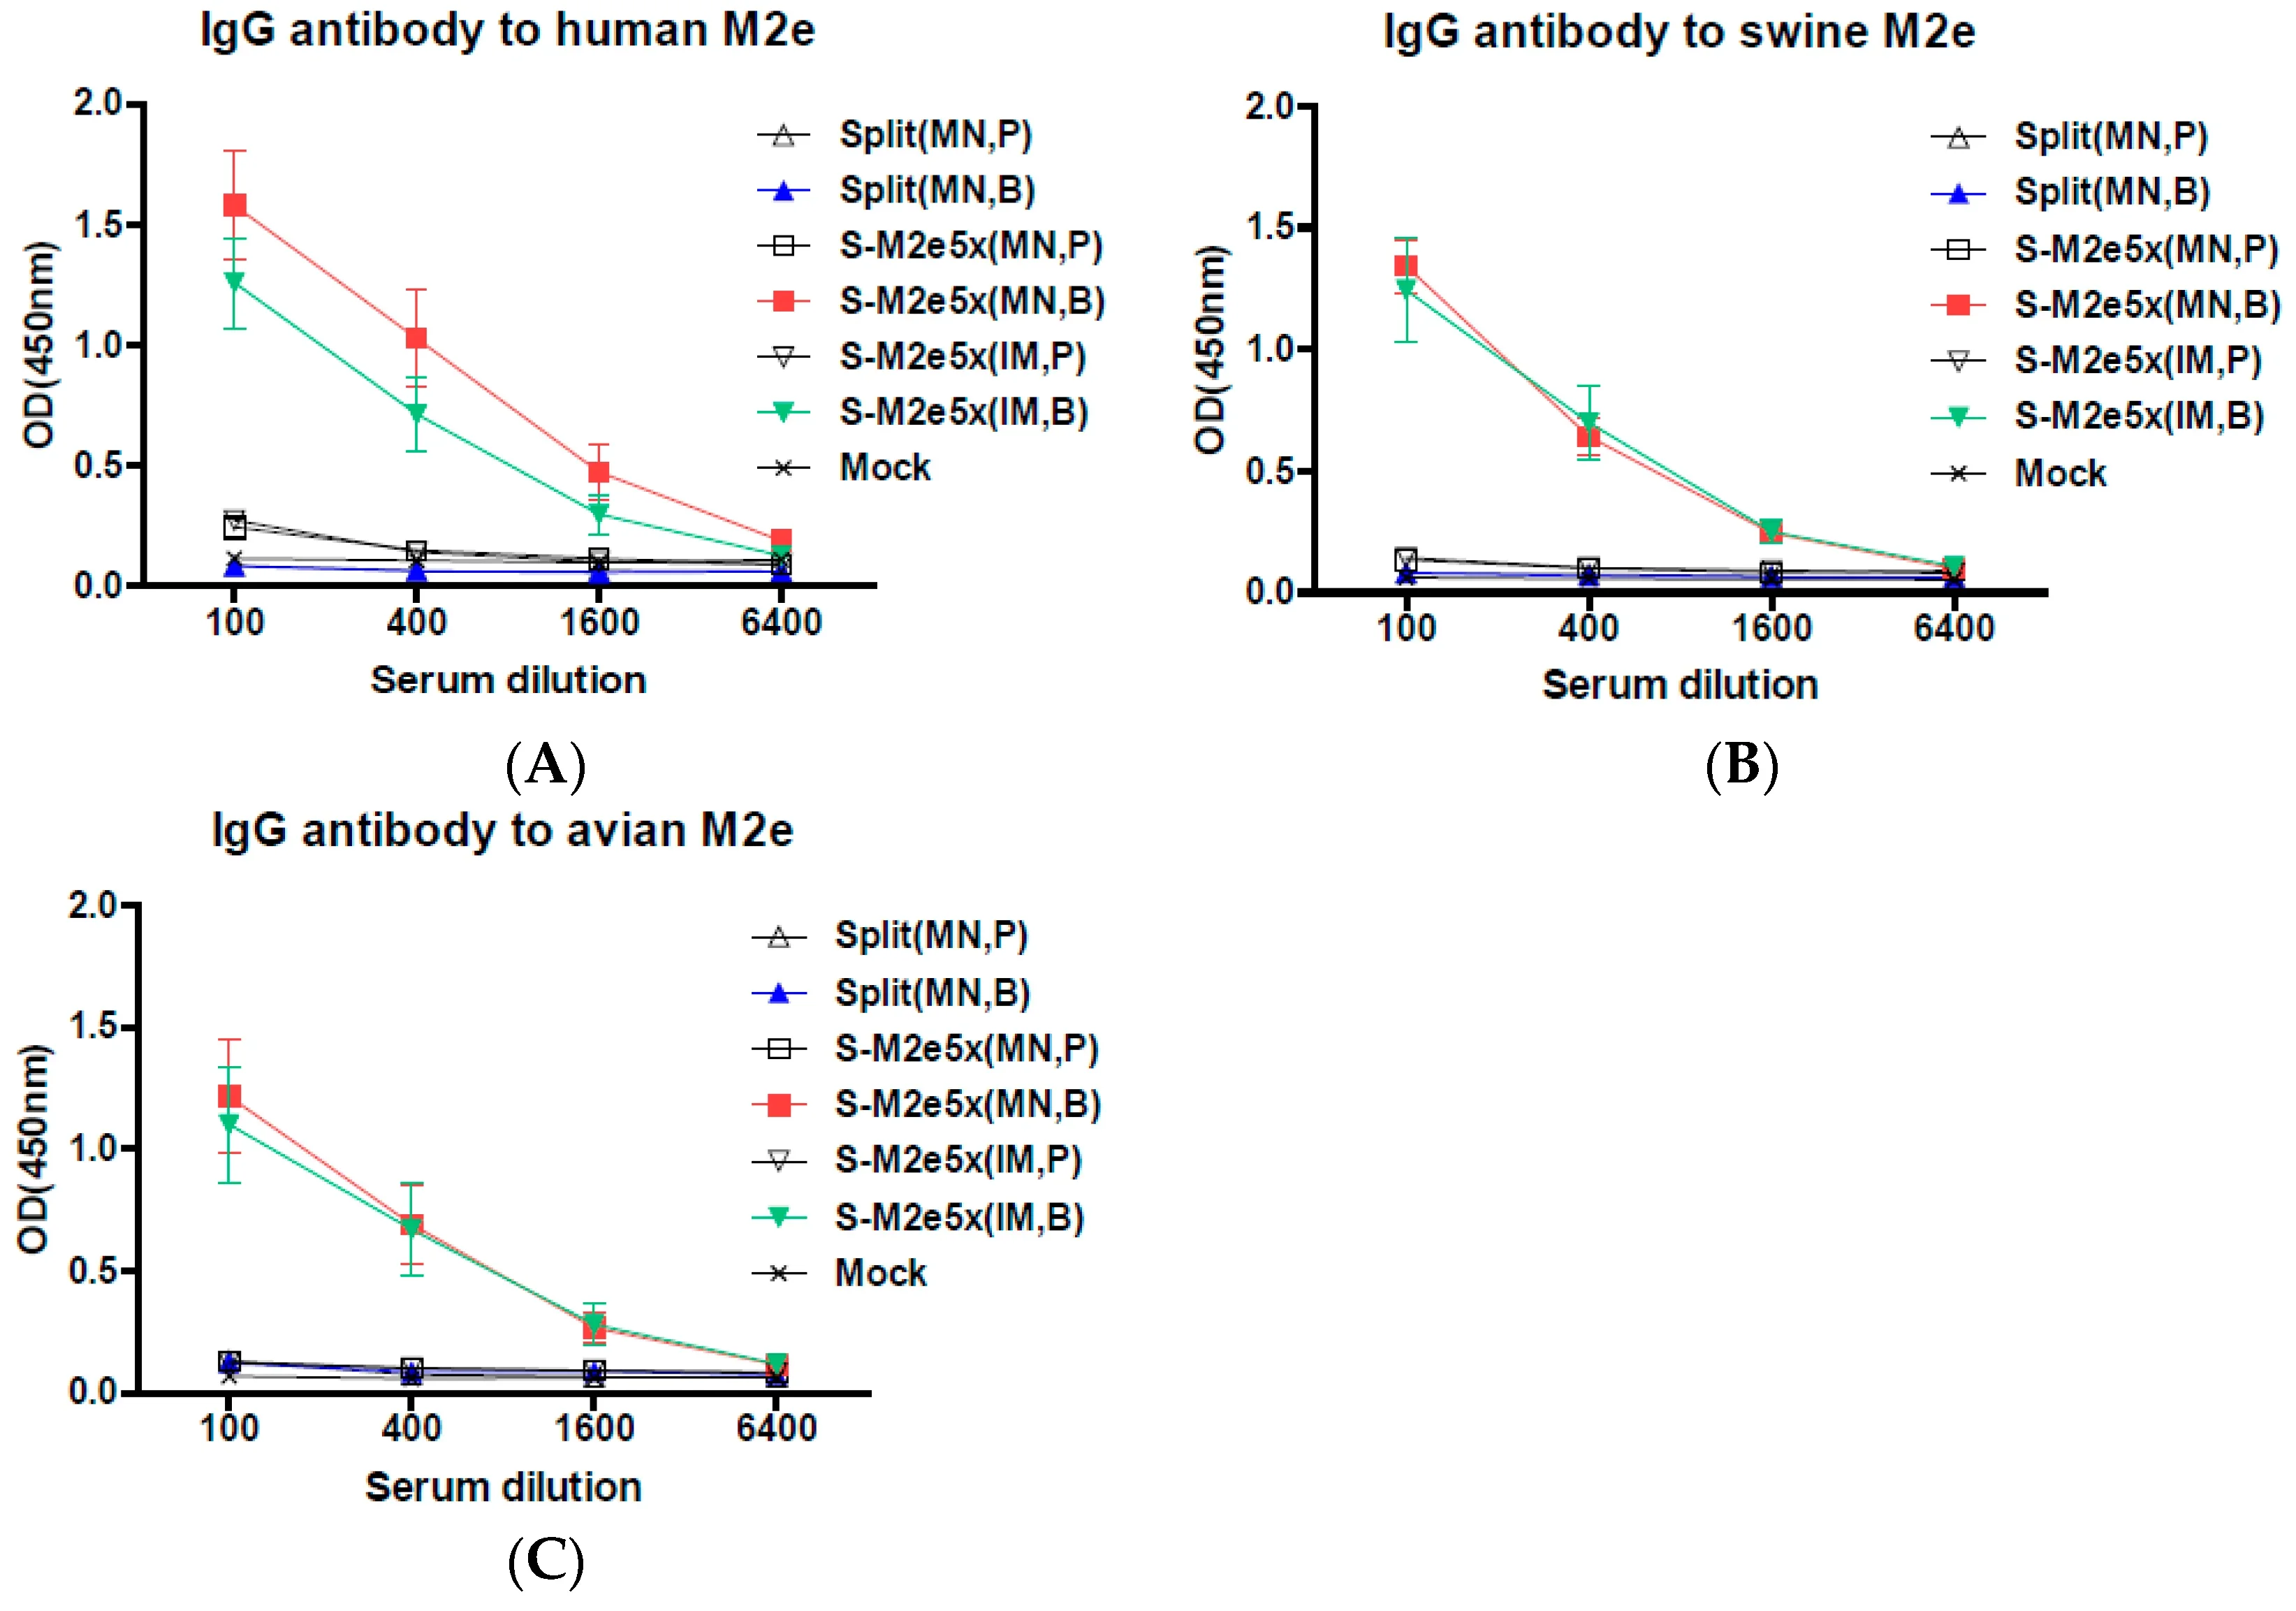 IgG antibody to human M2e
2.0
1.5
1.0
0.5
0.0
OD(450nm)
100 400 1600 6400
Serum dilution
Split(MN,P)
Split(MN,B)
S-M2e5x(MN,P)
S-M2e5x(MN,B)
S-M2e5x(IM,P)
S-M2e5x(IM,B)
Mock
(A)
IgG antibody to swine M2e
2.0
1.5
1.0
0.5
0.0
OD(450nm)
100 400 1600 6400
Serum dilution
Split(MN,P)
Split(MN,B)
S-M2e5x(MN,P)
S-M2e5x(MN,B)
S-M2e5x(IM,P)
S-M2e5x(IM,B)
Mock
(B)
IgG antibody to avian M2e
2.0
1.5
1.0
0.5
0.0
OD(450nm)
100 400 1600 6400
Serum dilution
Split(MN,P)
Split(MN,B)
S-M2e5x(MN,P)
S-M2e5x(MN,B)
S-M2e5x(IM,P)
S-M2e5x(IM,B)
Mock
(C)